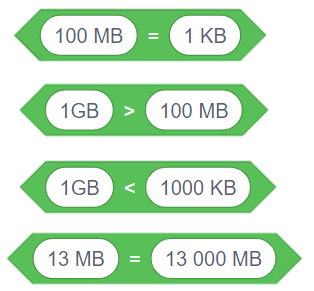 100 MB = 1 KB
1GB > 100 MB
1GB < 1000 KB
13 MB = 13 000 MB